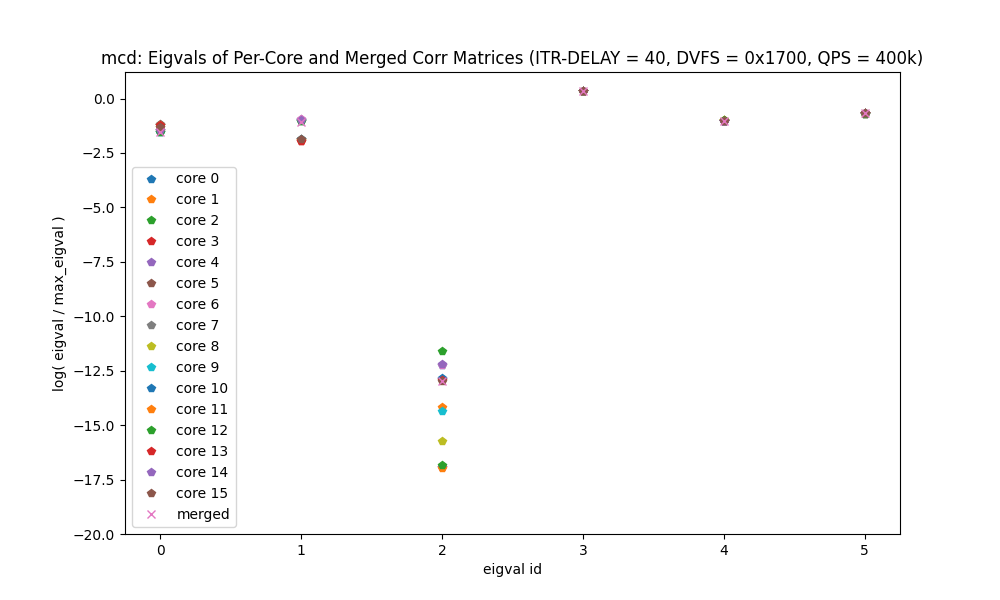 mcd: Eigvals of Per-Core and Merged Corr Matrices (ITR-DELAY = 40, DVFS = 0x1700, QPS = 400k)
log( eigval / max_eigval )
0.0
−2.5
−5.0
−7.5
−10.0
−12.5
−15.0
−17.5
−20.0
core 0
core 1
core 2
core 3
core 4
core 5
core 6
core 7
core 8
core 9
core 10
core 11
core 12
core 13
core 14
core 15
merged
0 1 2 3 4 5
eigval id